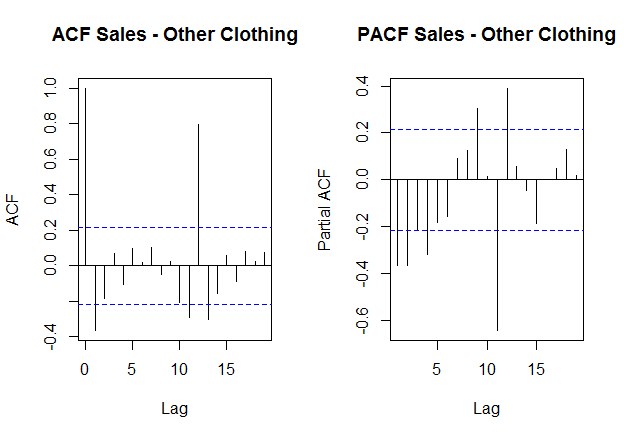 ACF Sales - Other Clothing
ACF
1.0
0.8
0.6
0.4
0.2
0.0
-0.4
0 5 10 15
Lag
PACF Sales - Other Clothing
Partial ACF
0.4
0.2
0.0
-0.2
-0.4
-0.6
5 10 15
Lag